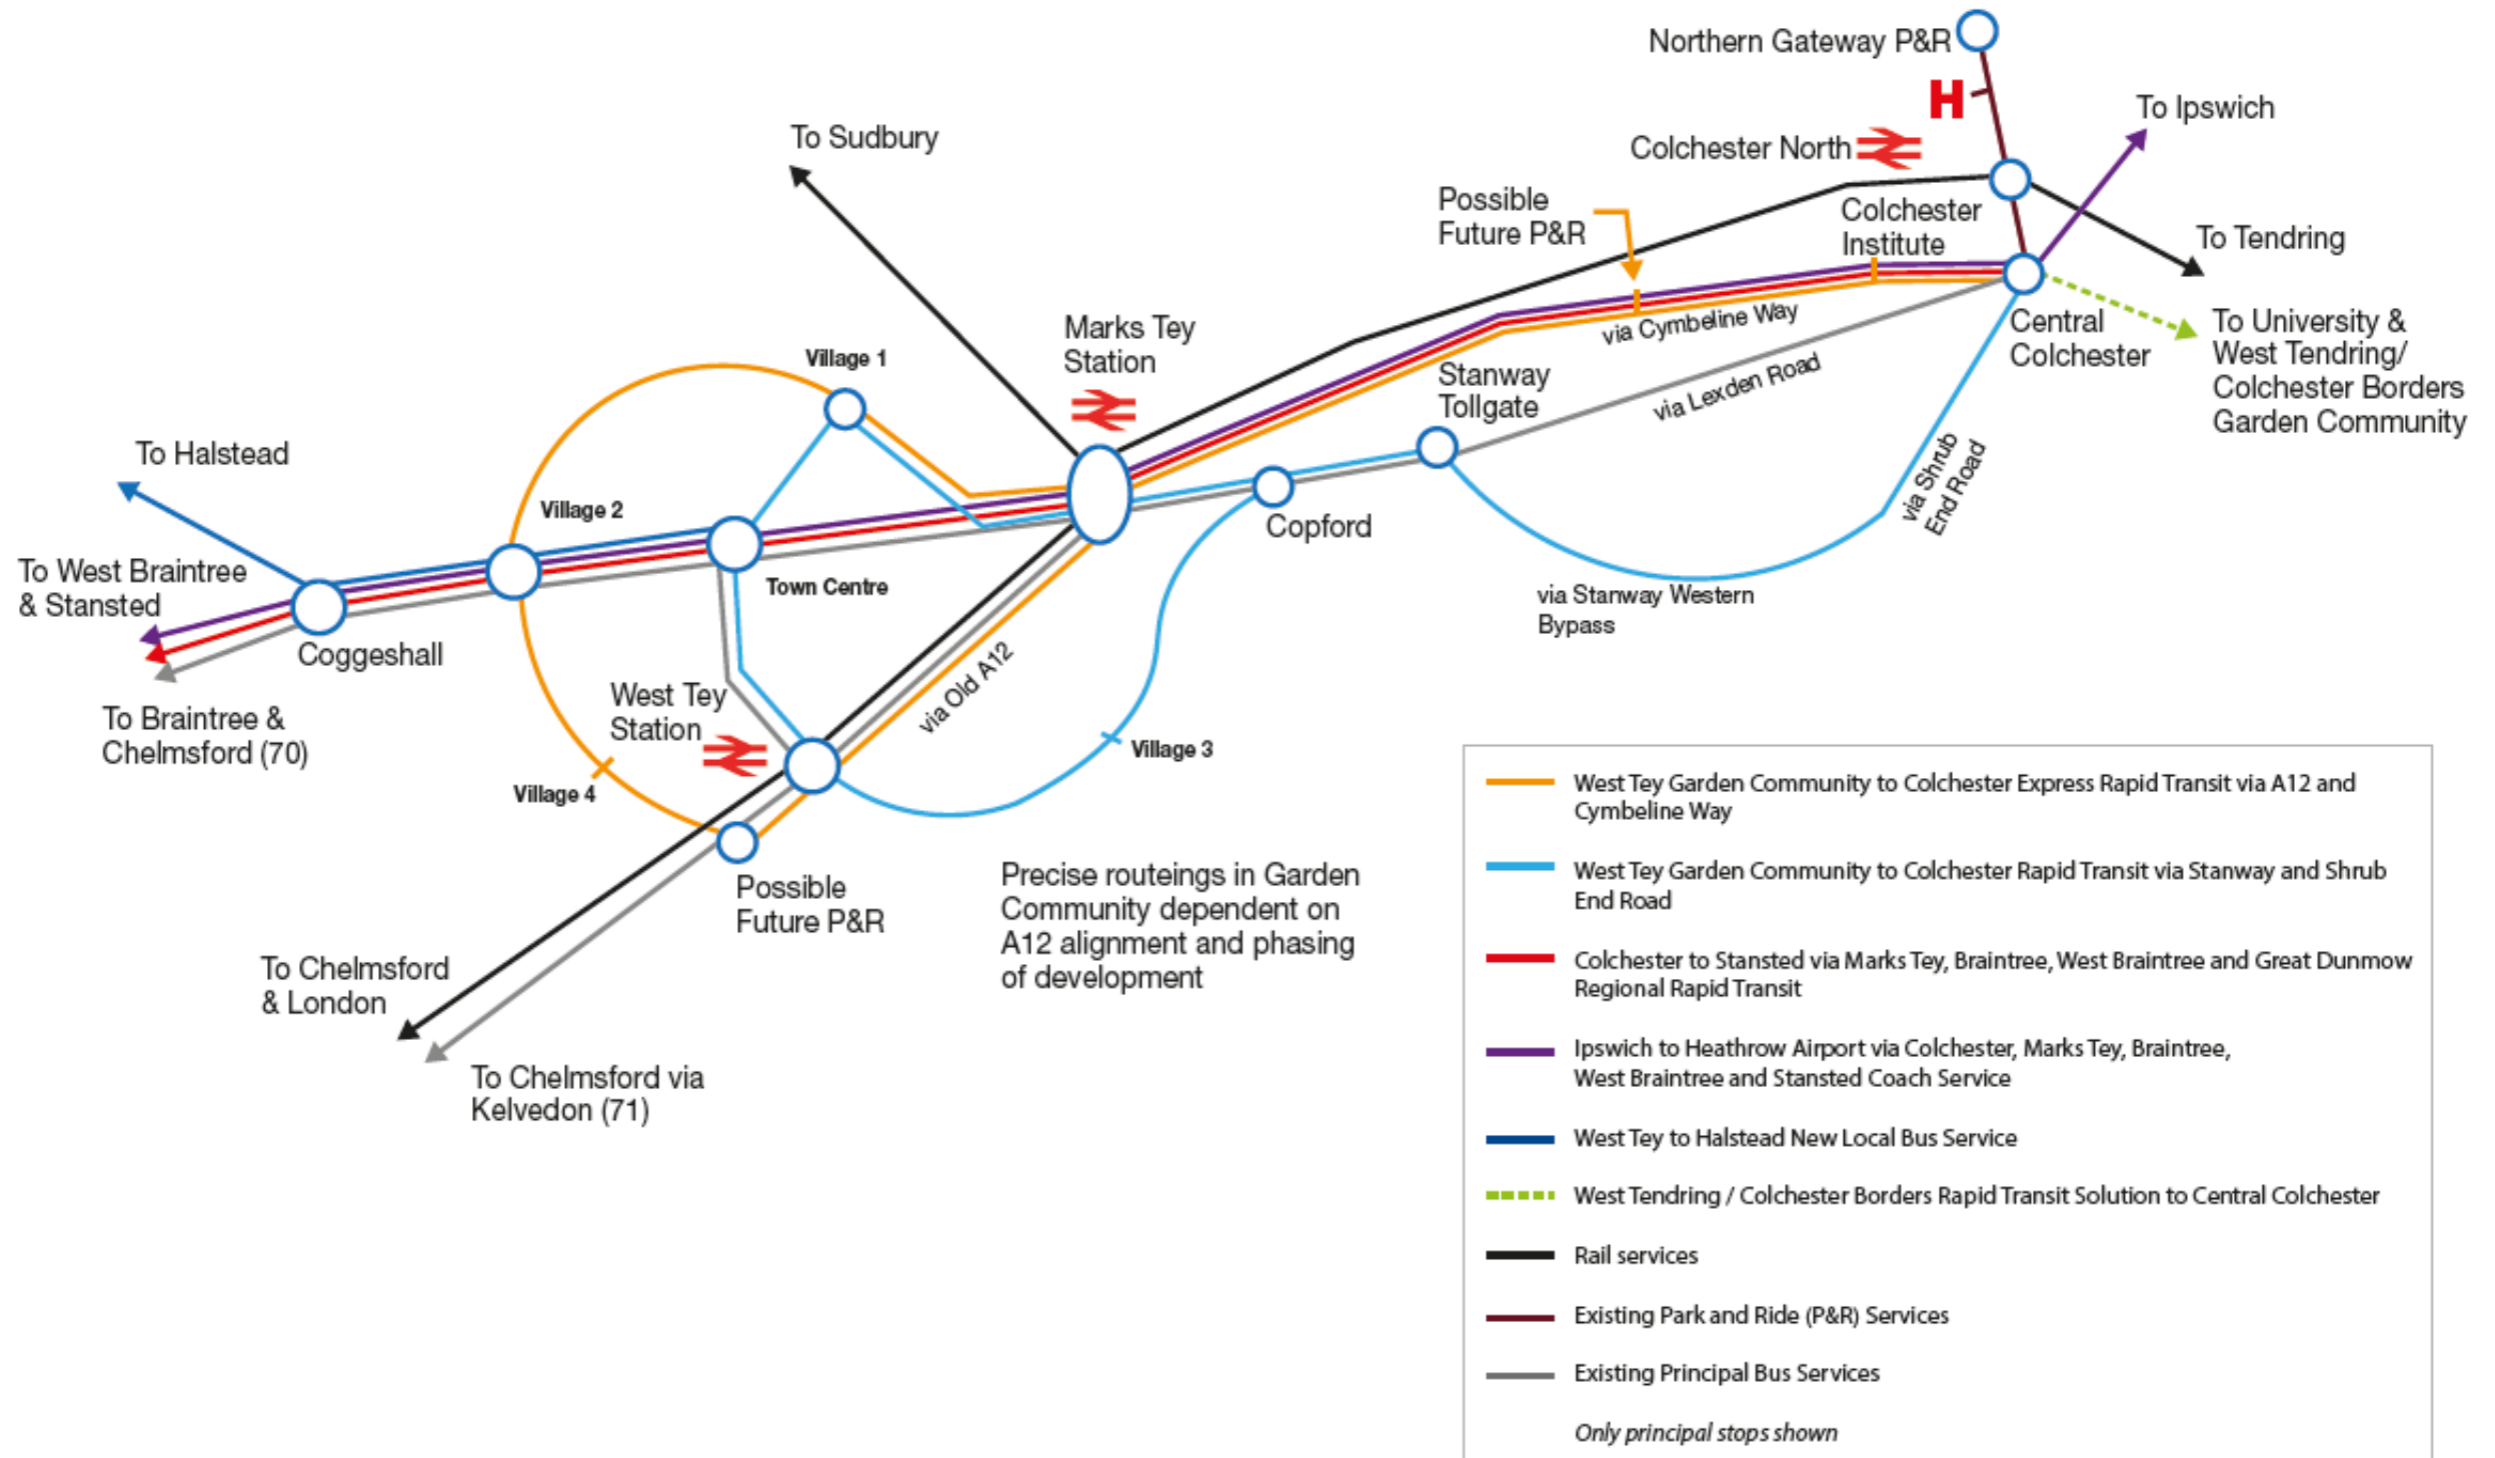 Northern Gateway P&R
H
To Ipswich
To Sudbury
Colchester North
Possible
Future P&R
Colchester
Institute
To Tendring
via Cymbeline Way
Central
Colchester
To University &
West Tendring/
Colchester Borders
Garden Community
Marks Tey
Station
Village 1
Stanway
Tollgate
via Lexden Road
To Halstead
Village 2
via Shrub
End Road
Copford
To West Braintree
& Stansted
Town Centre
via Stanway Western
Bypass
Coggeshall
via Old A12
West Tey
Station
To Braintree &
Chelmsford (70)
Village 3
Village 4
Possible
Future P&R
Precise routeings in Garden
Community dependent on
A12 alignment and phasing
of development
To Chelmsford
& London
To Chelmsford via
Kelvedon (71)
West Tey Garden Community to Colchester Express Rapid Transit via A12 and
Cymbeline Way
West Tey Garden Community to Colchester Rapid Transit via Stanway and Shrub
End Road
Colchester to Stansted via Marks Tey, Braintree, West Braintree and Great Dunmow
Regional Rapid Transit
Ipswich to Heathrow Airport via Colchester, Marks Tey, Braintree,
West Braintree and Stansted Coach Service
West Tey to Halstead New Local Bus Service
West Tendring / Colchester Borders Rapid Transit Solution to Central Colchester
Rail services
Existing Park and Ride (P&R) Services
Existing Principal Bus Services
Only principal stops shown